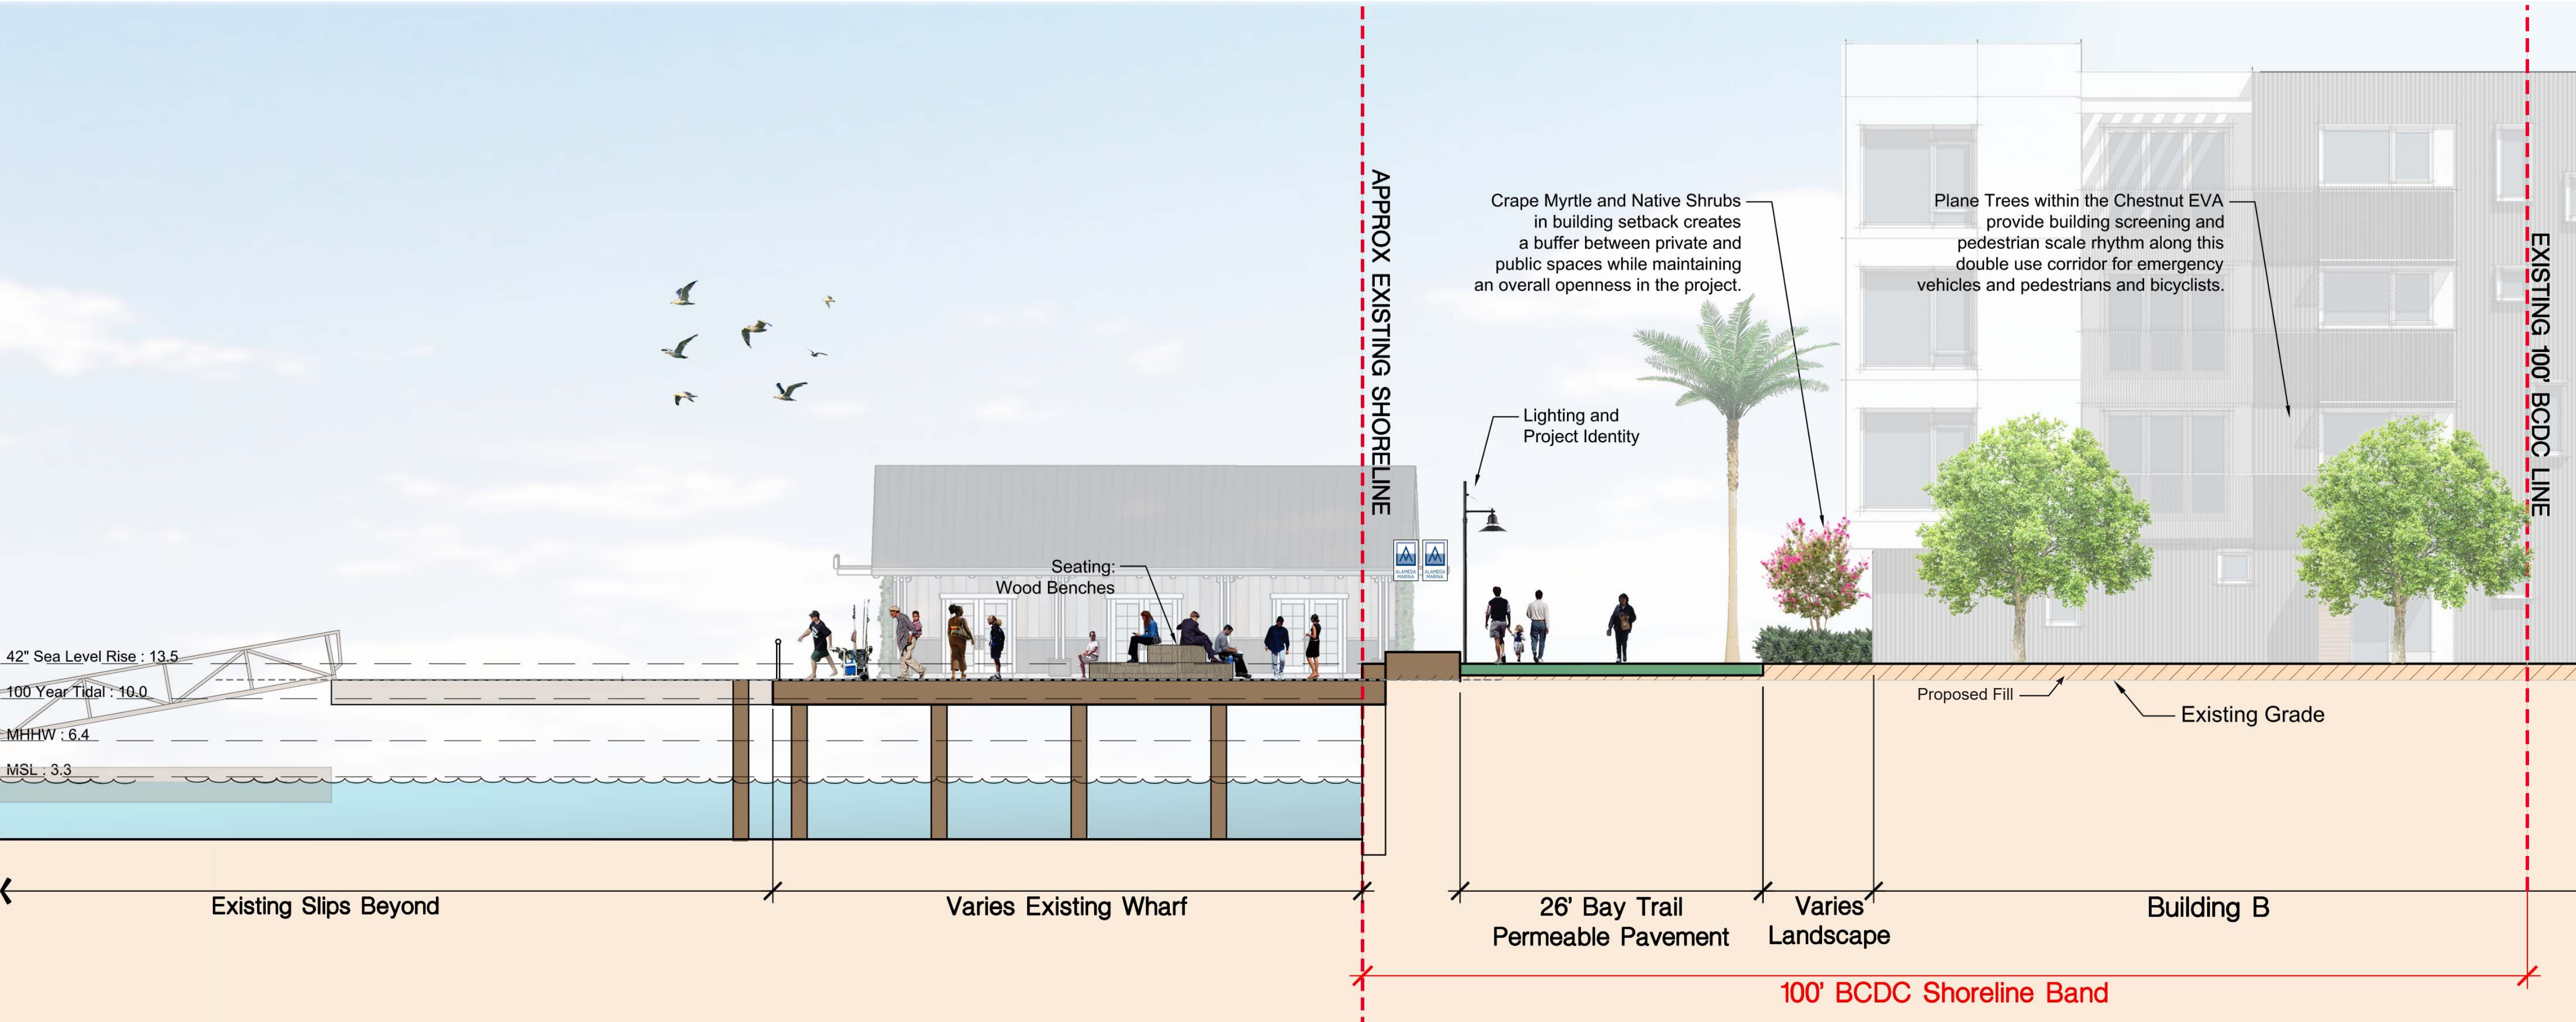 APPROX EXISTING SHORELINE
EXISTING 100' BCDC LINE
Crape Myrtle and Native Shrubs
in building setback creates
a buffer between private and
public spaces while maintaining
an overall openness in the project.
Plane Trees within the Chestnut EVA
provide building screening and
pedestrian scale rhythm along this
double use corridor for emergency
vehicles and pedestrians and bicyclists.
Lighting and
Project Identity
Seating:
Wood Benches
ALAMEDA
MARINA
ALAMEDA
MARINA
42" Sea Level Rise : 13.5
100 Year Tidal : 10.0
MHHW : 6.4
MSL : 3.3
Proposed Fill
Existing Grade
Existing Slips Beyond
Varies Existing Wharf
26' Bay Trail
Permeable Pavement
Varies
Landscape
Building B
100' BCDC Shoreline Band